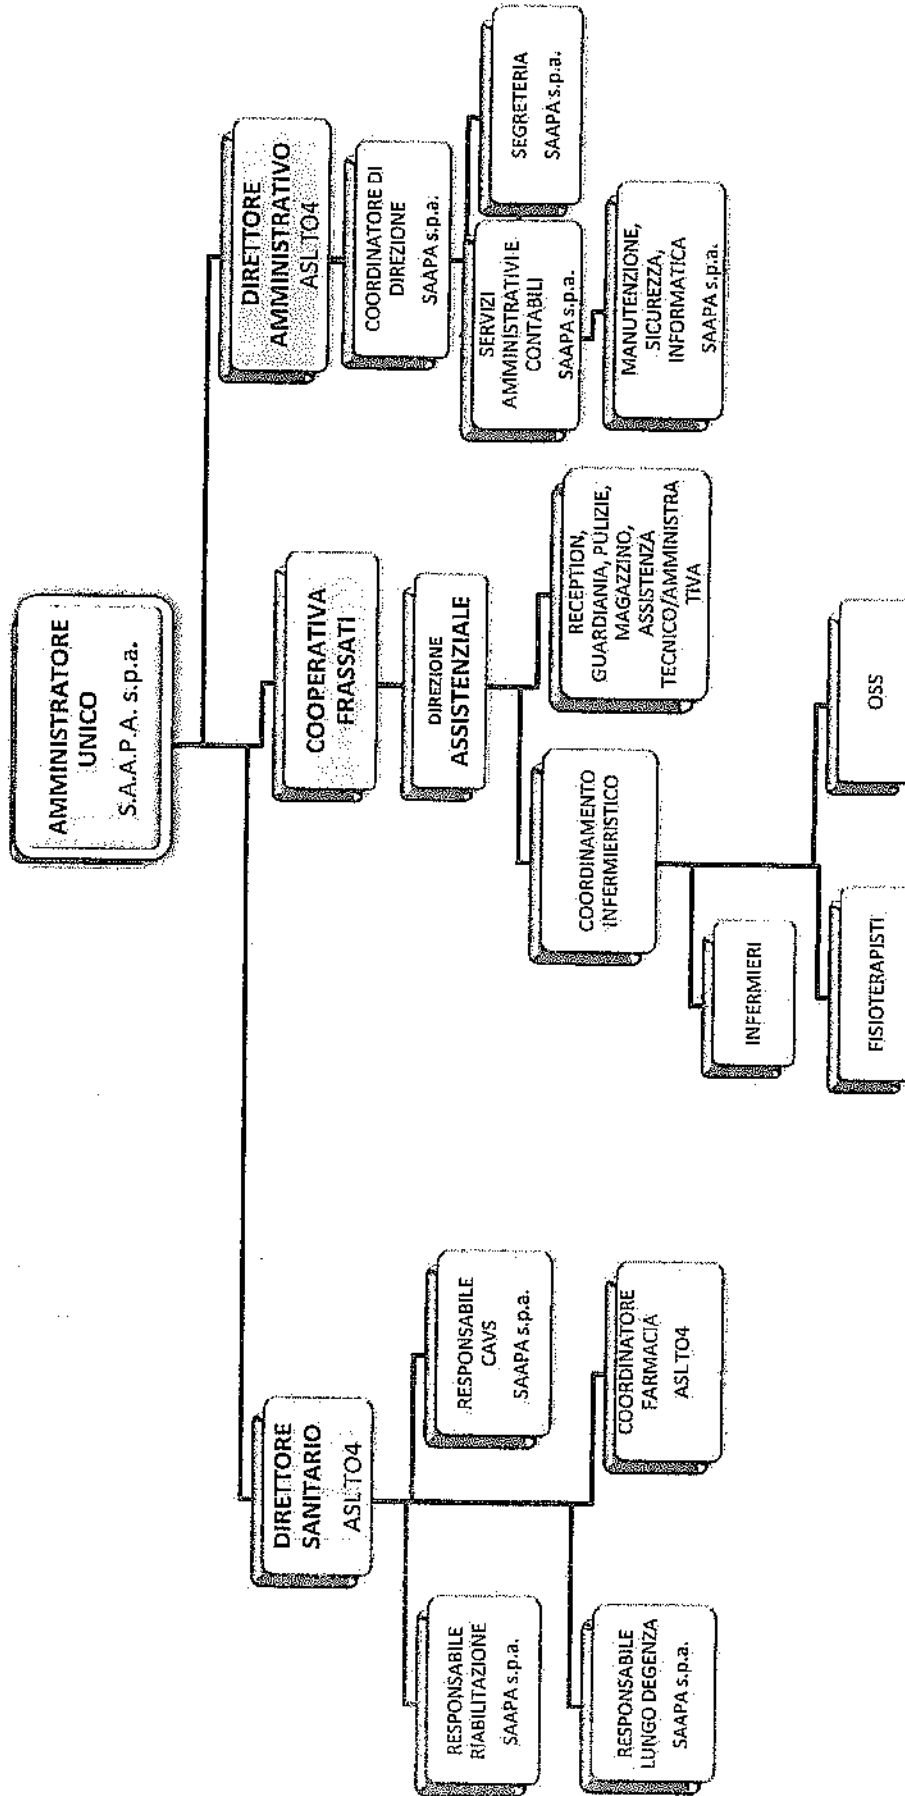 AMMINISTRATORE
UNICO
S.A.A.P.A. s.p.a.
DIRETTORE
SANITARIO
ASL TO4
RESPONSABILE
RIABILITAZIONE
SAAPA s.p.a.
RESPONSABILE
CAVS
SAAPA s.p.a.
RESPONSABILE
LUNGO DEGENZA
SAAPA s.p.a.
COORDINATORE
FARMACIA
ASL TO4
COOPERATIVA
FRASSATI
DIREZIONE
ASSISTENZIALE
COORDINAMENTO
INFERMIERISTICO
RECEPTION,
GUARDIANIA, PULIZIE,
MAGAZZINO,
ASSISTENZA
TECNICO/AMMINISTRA
TIVA
INFERMIERI
FISIOTERAPISTI
OSS
DIRETTORE
AMMINISTRATIVO
ASL TO4
COORDINATORE DI
DIREZIONE
SAAPA s.p.a.
SERVIZI
AMMINISTRATIVI E
CONTABILI
SAAPA s.p.a.
SEGRETERIA
SAAPA s.p.a.
MANUTENZIONE,
SICUREZZA,
INFORMATICA
SAAPA s.p.a.